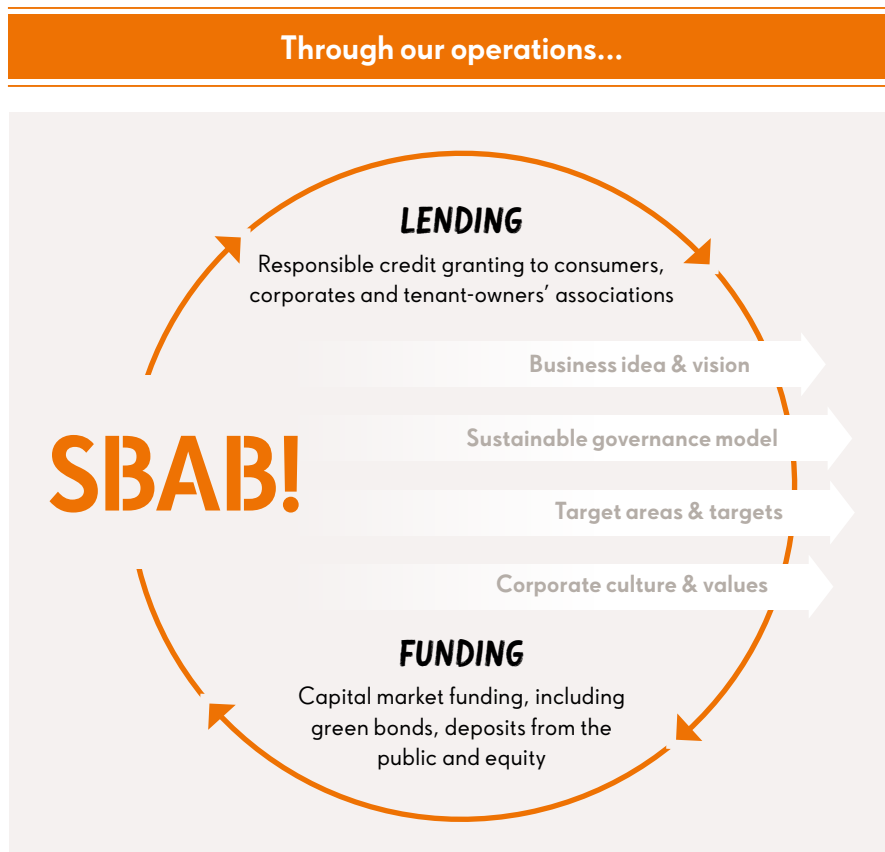 Through our operations...
LENDING
Responsible credit granting to consumers,
corporates and tenant-owners’ associations
Business idea & vision
SBAB!
Sustainable governance model
Target areas & targets
Corporate culture & values
FUNDING
Capital market funding, including
green bonds, deposits from the
public and equity